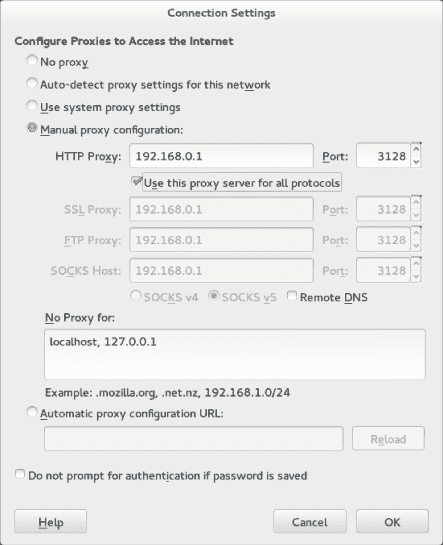 Connection Settings
Configure Proxies to Access the Internet
No proxy
Auto-detect proxy settings for this network
Use system proxy settings
Manual proxy configuration:
HTTP Proxy: 192.168.0.1 Port: 3128
Use this proxy server for all protocols
SSL Proxy: 192.168.0.1 Port: 3128
FTP Proxy: 192.168.0.1 Port: 3128
SOCKS Host: 192.168.0.1 Port: 3128
SOCKS v4 SOCKS v5 Remote DNS
No Proxy for:
localhost, 127.0.0.1
Example: .mozilla.org, .net.nz, 192.168.1.0/24
Automatic proxy configuration URL:
Reload
Do not prompt for authentication if password is saved
Help Cancel OK